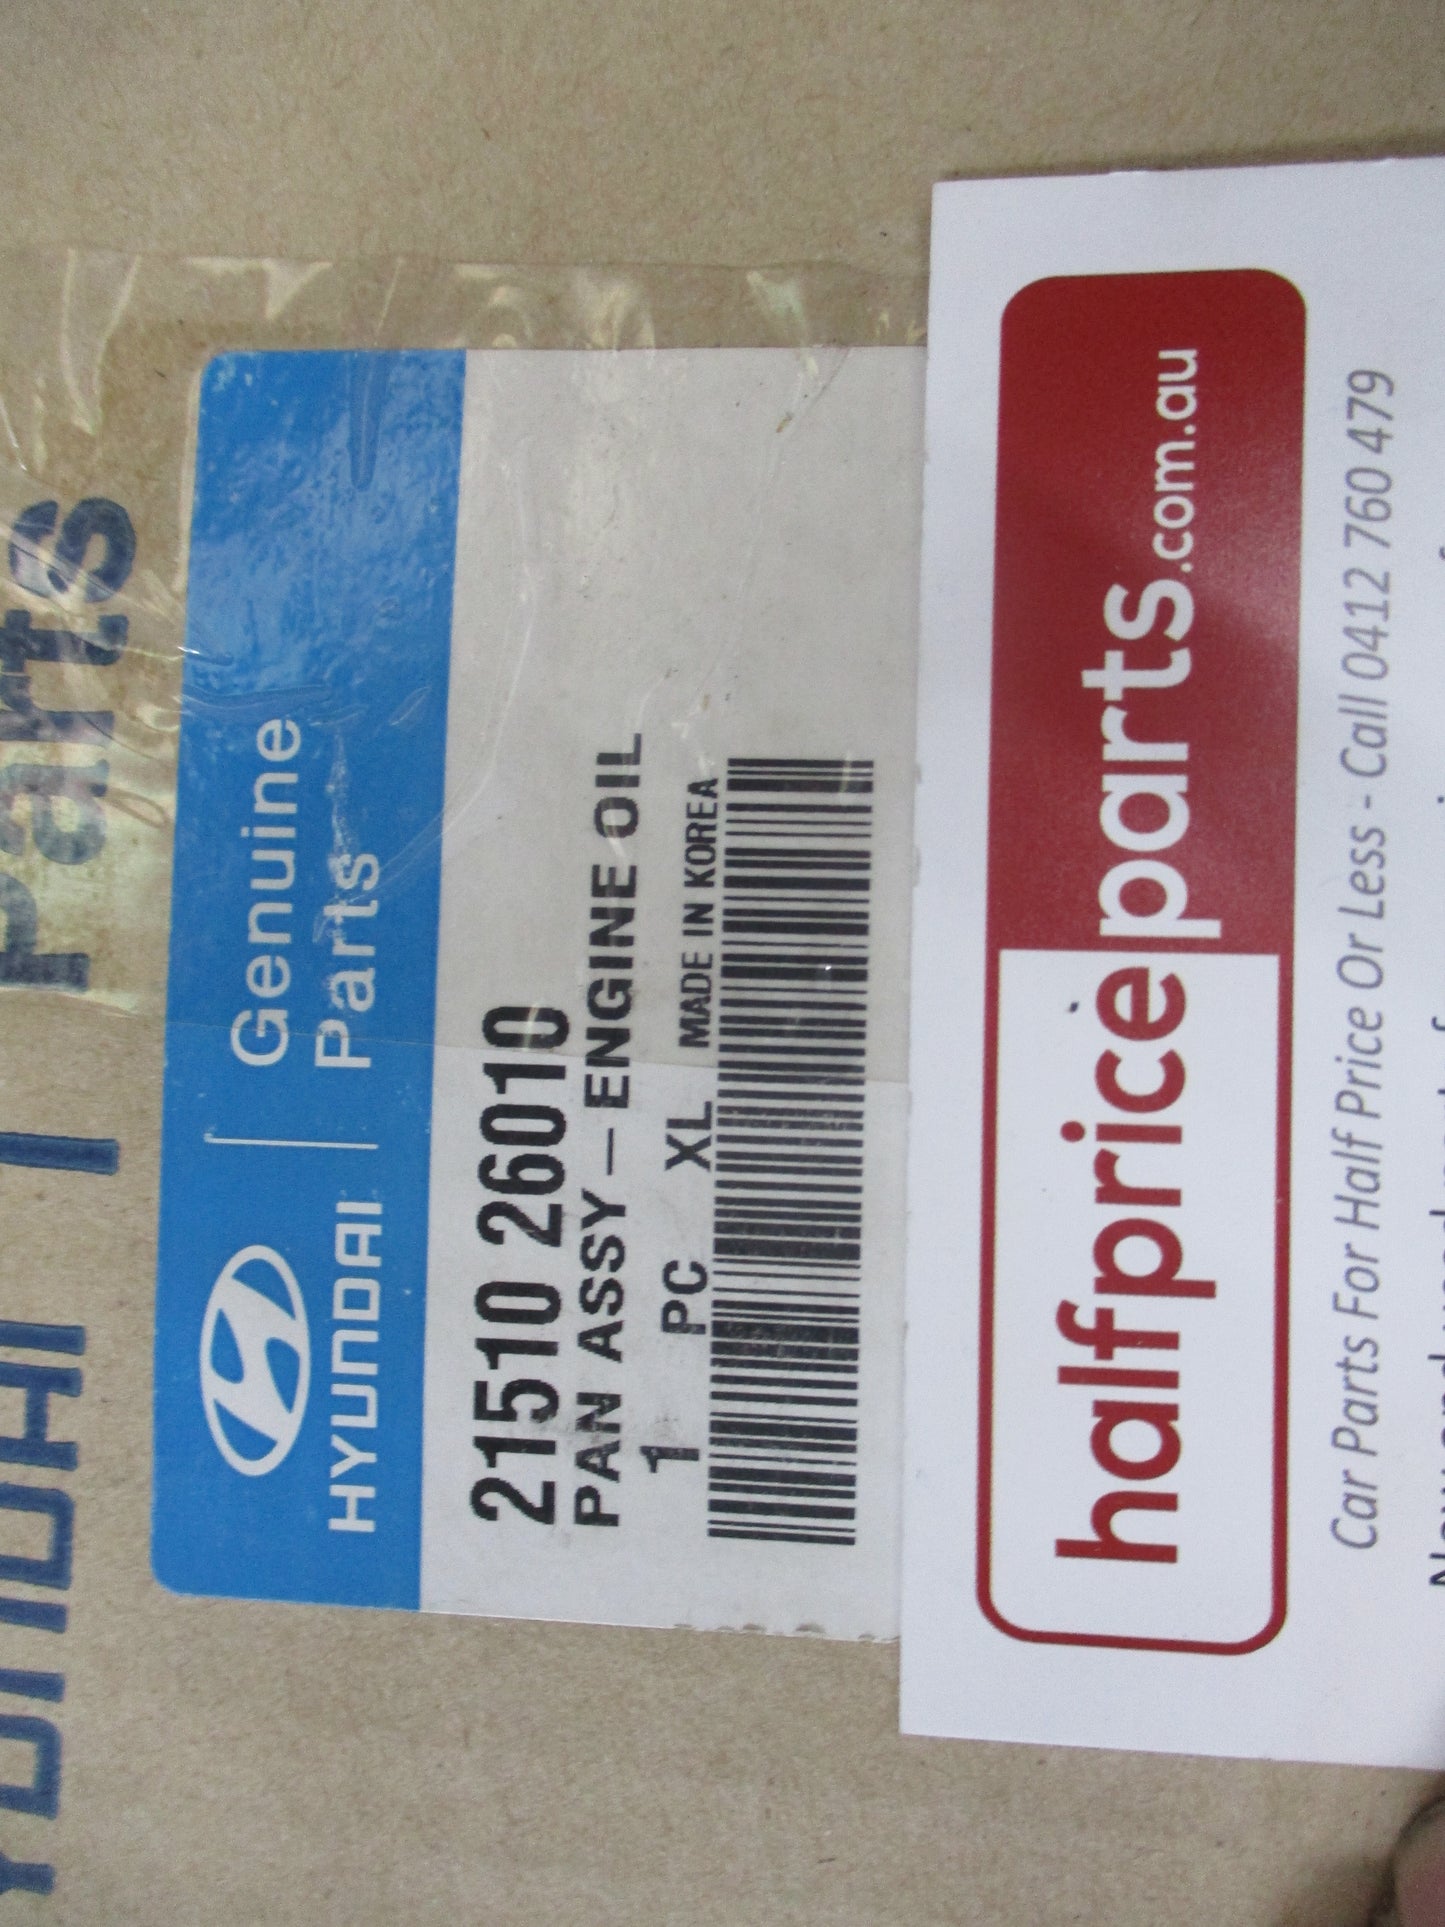 HYUNDAI | Parts
HYUNDAI
Genuine
Parts
21510 26010
PAN ASSY-ENGINE OIL
1 PC XL MADE IN KOREA
halfpriceparts.com.au
Car Parts For Half Price Or Less - Call 0412 760 479